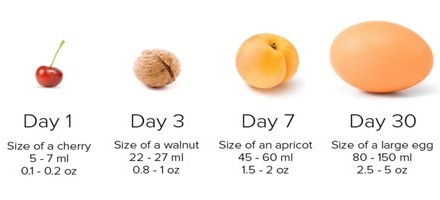 Day 1
Size of a cherry
5 - 7 ml
0.1 - 0.2 oz
Day 3
Size of a walnut
22 - 27 ml
0.8 - 1 oz
Day 7
Size of an apricot
45 - 60 ml
1.5 - 2 oz
Day 30
Size of a large egg
80 - 150 ml
2.5 - 5 oz